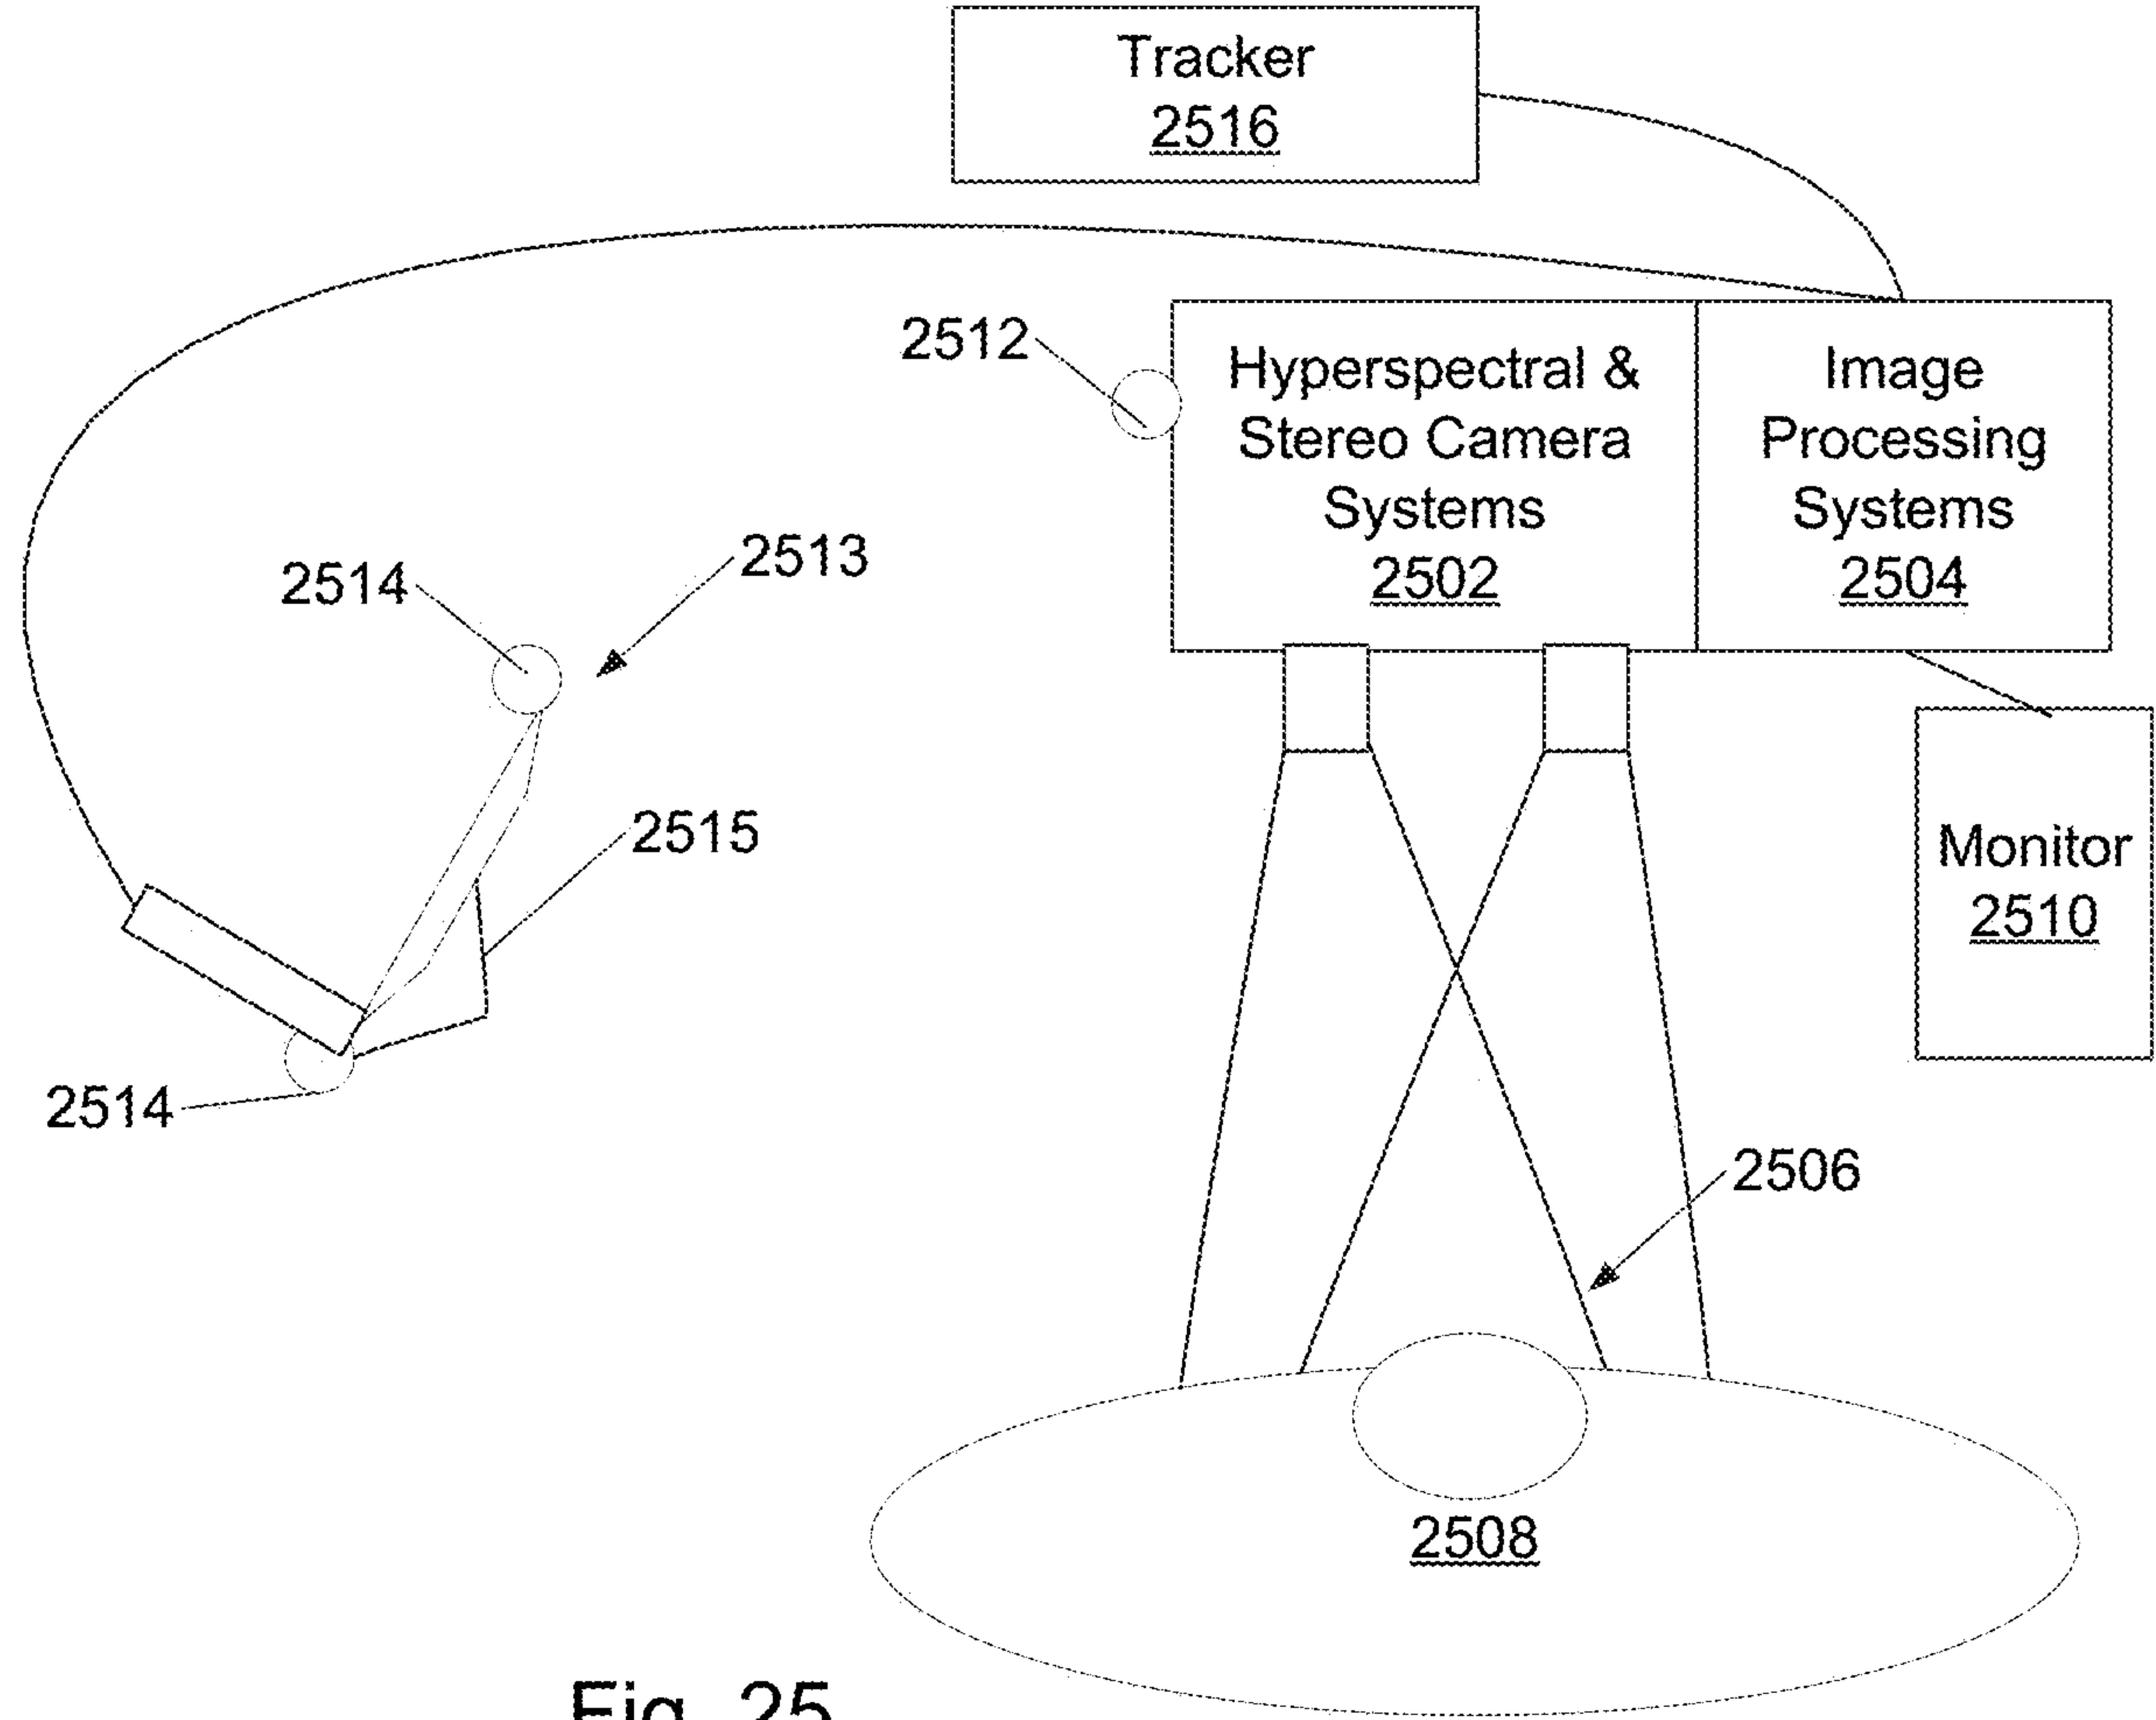 Tracker
2516
2512
Hyperspectral &
Stereo Camera
Systems
2502
Image
Processing
Systems
2504
2514
2513
2515
Monitor
2510
2514
2506
2508
Fig. 25